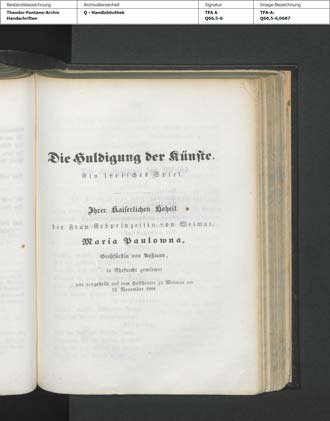 Bestandsbezeichnung
Archivalieneinheit
Signatur
Image-Bezeichnung
Theodor-Fontane-Archiv
Handschriften
Q - Handbibliothek
TFA A
Q66,5-6
TFA-A-
Q66,5-6,0687
Die Huldigung der Künste.
Ein lyrisches Spiel.
Ihrer Kaiserlichen Hoheit
der Frau Erbprinzessin von Weimar,
Maria Paulowna,
Großfürstin von Rußland,
in Ehrfurcht gewidmet
und vorgestellt auf dem Hoftheater zu Weimar am
12. November 1804.